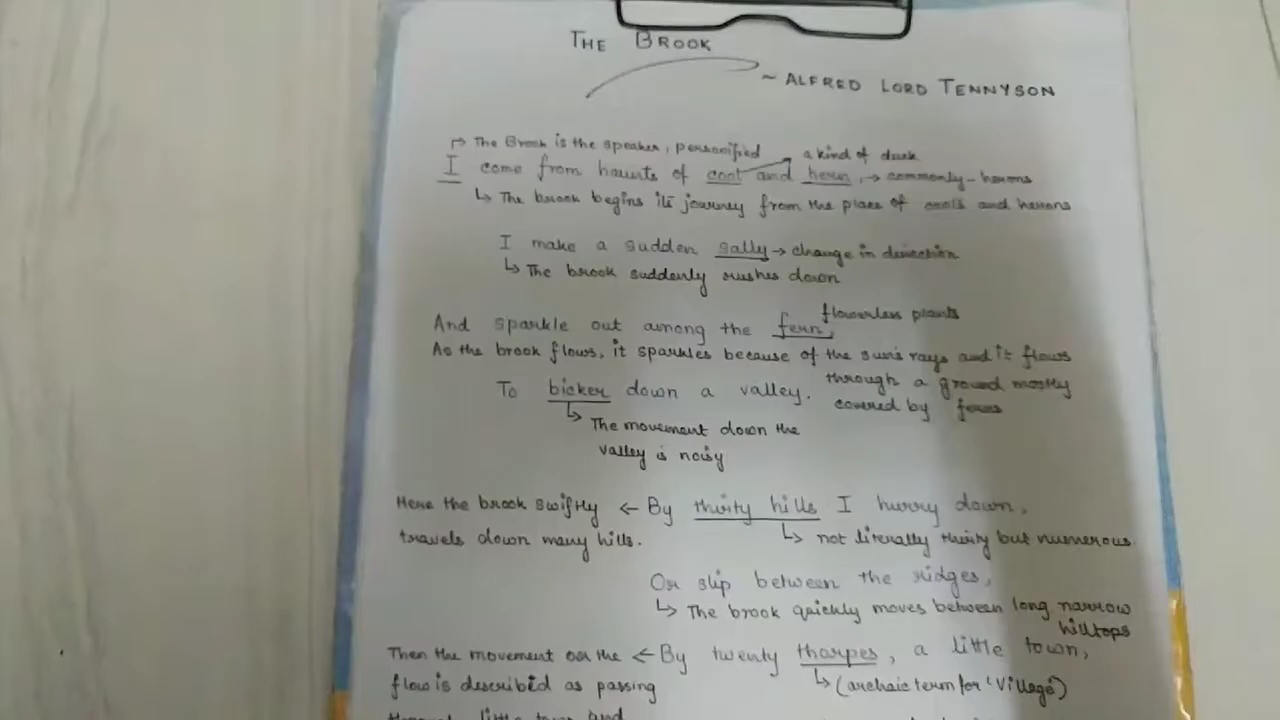 THE BROOK
~ ALFRED LORD TENNYSON
↱ The Brook is the speaker, personified
a kind of duck
I come from haunts of coot and hern, → commonly - herons
↳ The brook begins its journey from the place of coots and herons
I make a sudden sally → change in direction
↳ The brook suddenly rushes down
flowerless plants
And sparkle out among the fern,
As the brook flows, it sparkles because of the sun's rays and it flows
through a ground mostly
To bicker down a valley. covered by ferns
↳ The movement down the
valley is noisy
Here the brook swiftly ← By thirty hills I hurry down,
travels down many hills. ↳ not literally thirty but numerous.
Or slip between the ridges,
↳ The brook quickly moves between long narrow
hilltops
Then the movement or the ← By twenty thorpes, a little town,
flow is described as passing ↳ (archaic term for 'Village')
through little town and